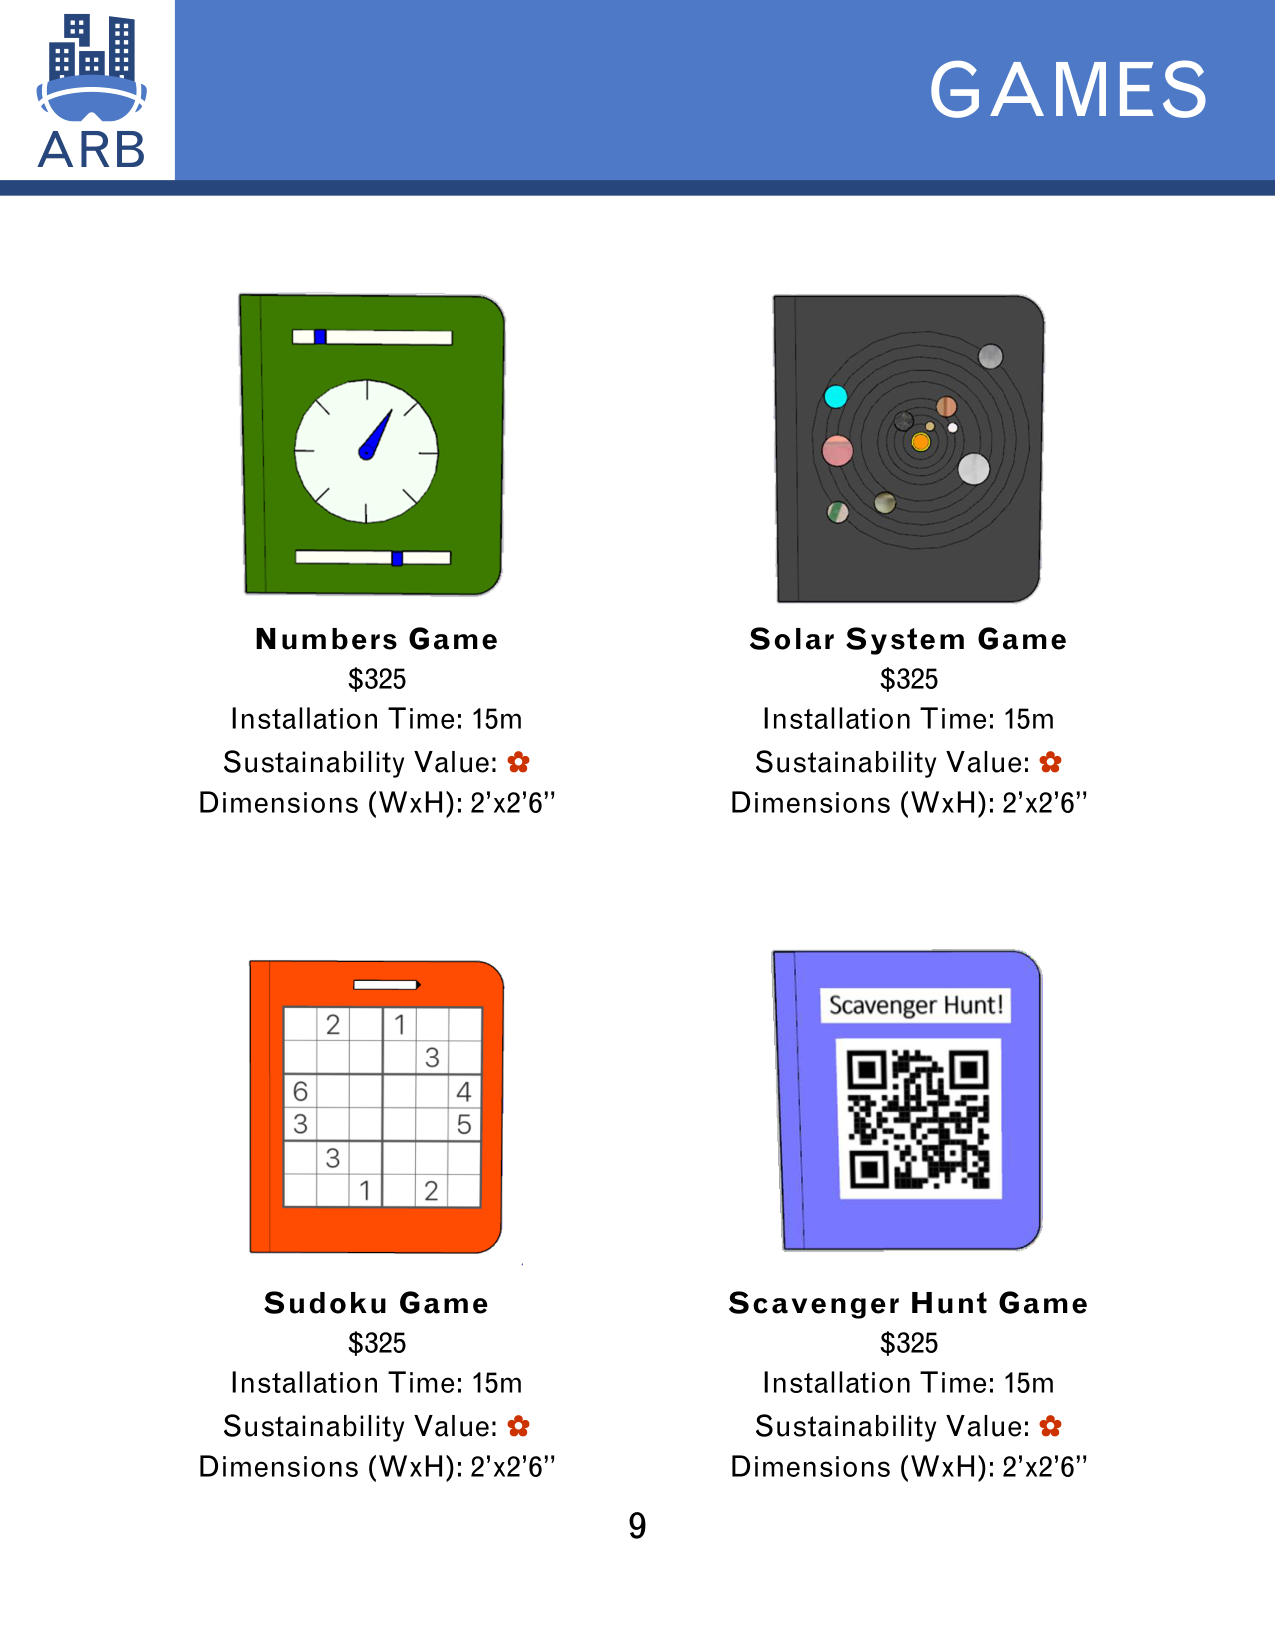 ARB
GAMES
Numbers Game
$325
Installation Time: 15m
Sustainability Value: ✿
Dimensions (WxH): 2’x2’6’’
Solar System Game
$325
Installation Time: 15m
Sustainability Value: ✿
Dimensions (WxH): 2’x2’6’’
2 1
3
6 4
3 5
3
1 2
Sudoku Game
$325
Installation Time: 15m
Sustainability Value: ✿
Dimensions (WxH): 2’x2’6’’
Scavenger Hunt!
Scavenger Hunt Game
$325
Installation Time: 15m
Sustainability Value: ✿
Dimensions (WxH): 2’x2’6’’
9